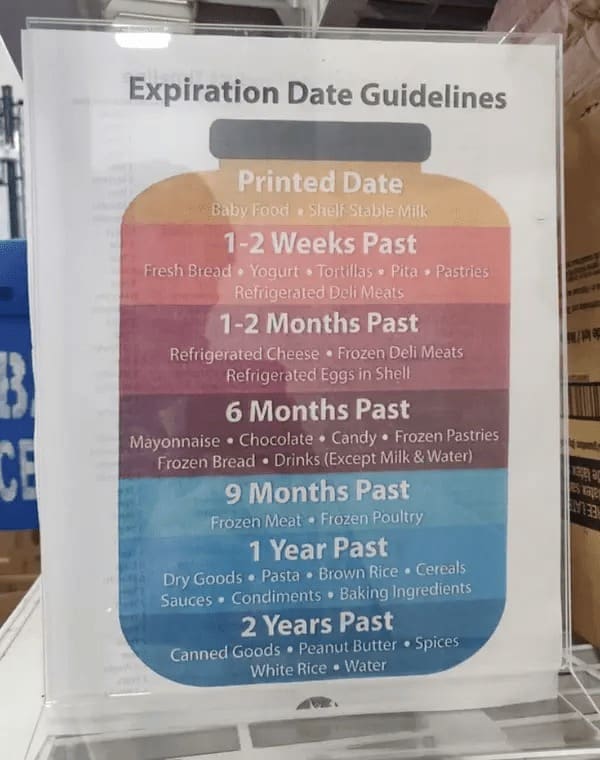 Expiration Date Guidelines
Printed Date
Baby Food • Shelf-Stable Milk
1-2 Weeks Past
Fresh Bread • Yogurt • Tortillas • Pita • Pastries
Refrigerated Deli Meats
1-2 Months Past
Refrigerated Cheese • Frozen Deli Meats
Refrigerated Eggs in Shell
6 Months Past
Mayonnaise • Chocolate • Candy • Frozen Pastries
Frozen Bread • Drinks (Except Milk & Water)
9 Months Past
Frozen Meat • Frozen Poultry
1 Year Past
Dry Goods • Pasta • Brown Rice • Cereals
Sauces • Condiments • Baking Ingredients
2 Years Past
Canned Goods • Peanut Butter • Spices
White Rice • Water